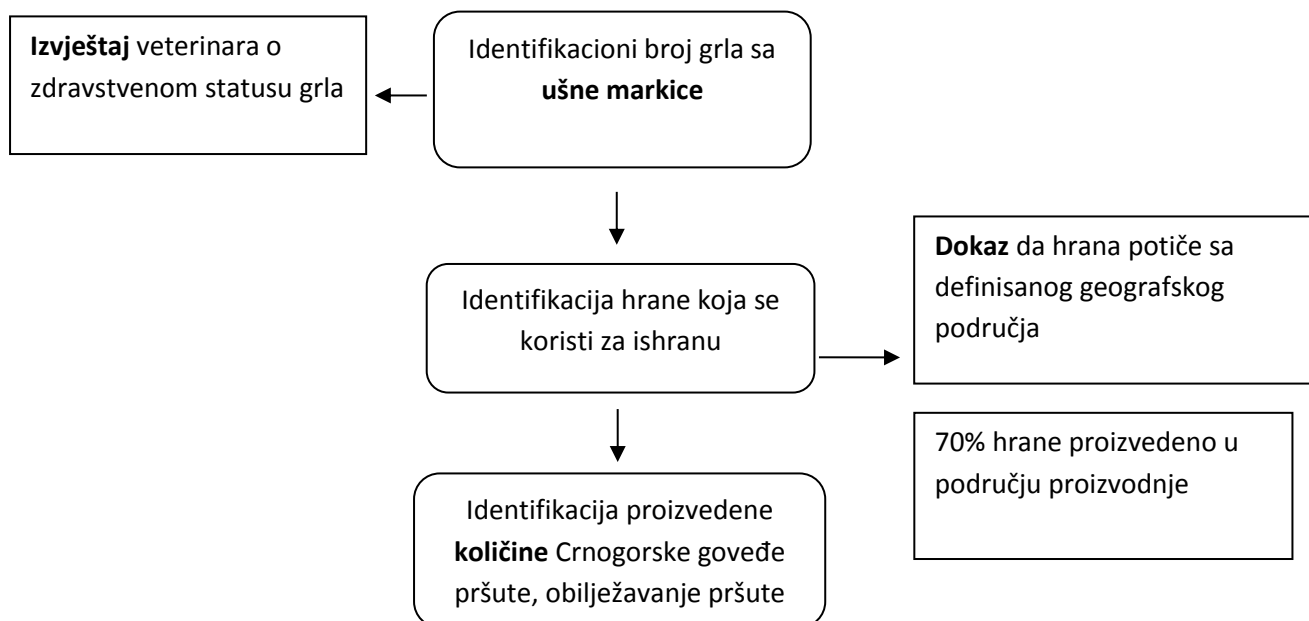 Izvještaj veterinara o
zdravstvenom statusu grla
Identifikacioni broj grla sa
ušne markice
Dokaz da hrana potiče sa
definisanog geografskog
područja
Identifikacija hrane koja se
koristi za ishranu
70% hrane proizvedeno u
području proizvodnje
Identifikacija proizvedene
količine Crnogorske goveđe
pršute, obilježavanje pršute